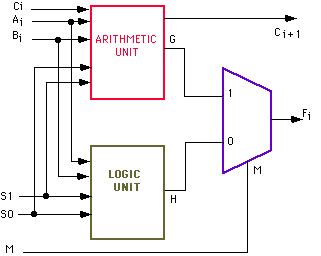 Ci
Ai
Bi
ARITHMETIC
UNIT
G
Ci+1
1
0
Fi
M
LOGIC
UNIT
H
S1
S0
M